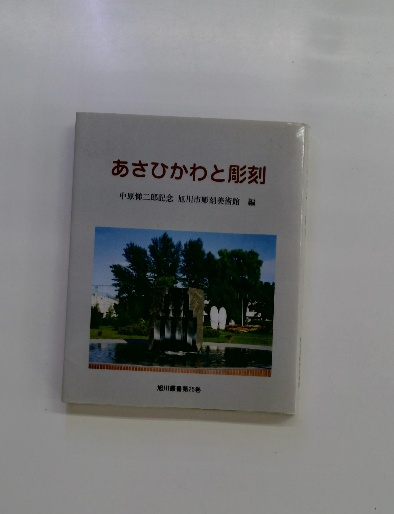 あさひかわと彫刻
中原悌二郎記念 旭川市彫刻美術館 編
旭川叢書第25巻